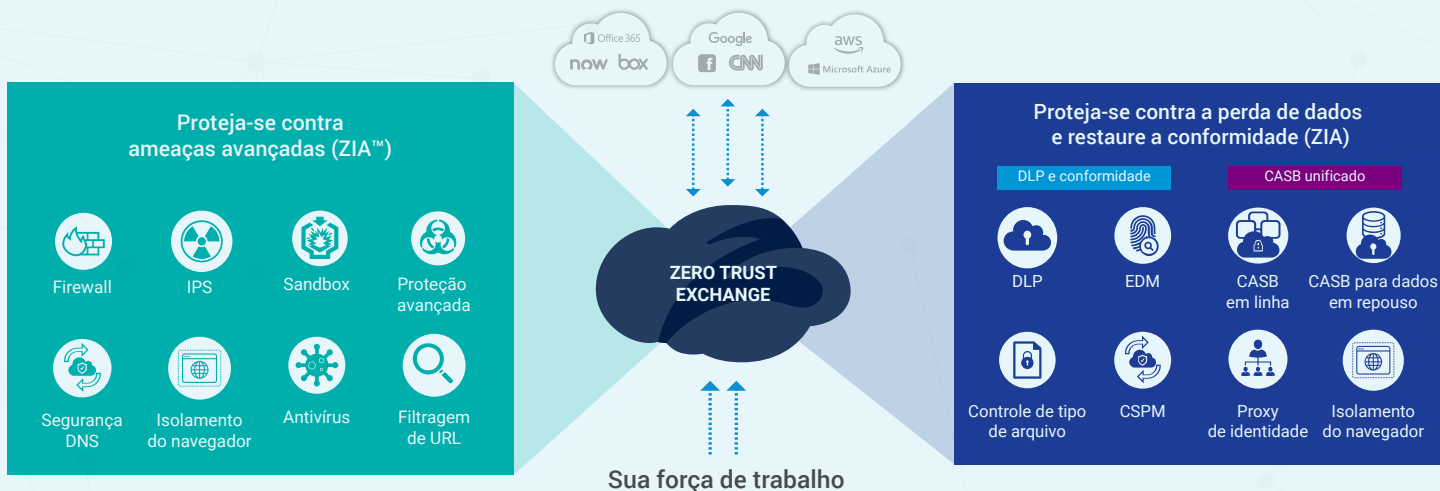 Office 365
now box
Google
f CNN
aws
Microsoft Azure
Proteja-se contra
ameaças avançadas (ZIA™)
Firewall
IPS
Sandbox
Proteção
avançada
Segurança
DNS
Isolamento
do navegador
Antivírus
Filtragem
de URL
ZERO TRUST
EXCHANGE
Sua força de trabalho
Proteja-se contra a perda de dados
e restaure a conformidade (ZIA)
DLP e conformidade
CASB unificado
DLP
EDM
CASB
em linha
CASB para dados
em repouso
Controle de tipo
de arquivo
CSPM
Proxy
de identidade
Isolamento
do navegador